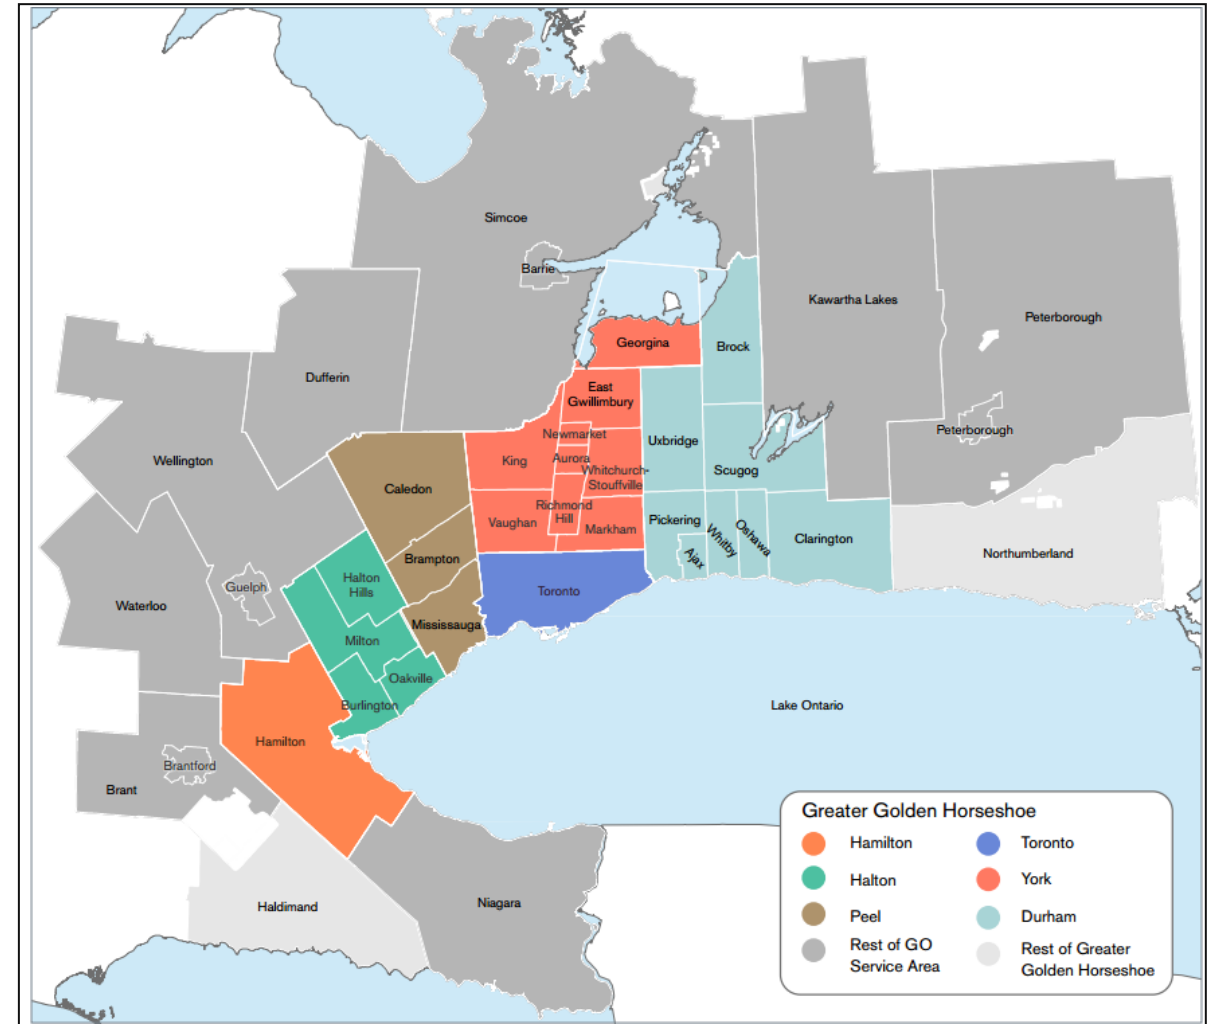 Simcoe
Barrie
Kawartha Lakes
Peterborough
Georgina
Brock
Dufferin
East
Gwillimbury
Newmarket
Peterborough
Uxbridge
Wellington
King
Aurora
Whitchurch-
Stouffville
Scugog
Caledon
Richmond
Hill
Vaughan
Markham
Pickering
Ajax
Whitby
Oshawa
Clarington
Northumberland
Brampton
Halton
Hills
Guelph
Toronto
Waterloo
Mississauga
Milton
Oakville
Burlington
Lake Ontario
Hamilton
Brantford
Brant
Haldimand
Niagara
Greater Golden Horseshoe
Hamilton
Halton
Peel
Rest of GO
Service Area
Toronto
York
Durham
Rest of Greater
Golden Horseshoe